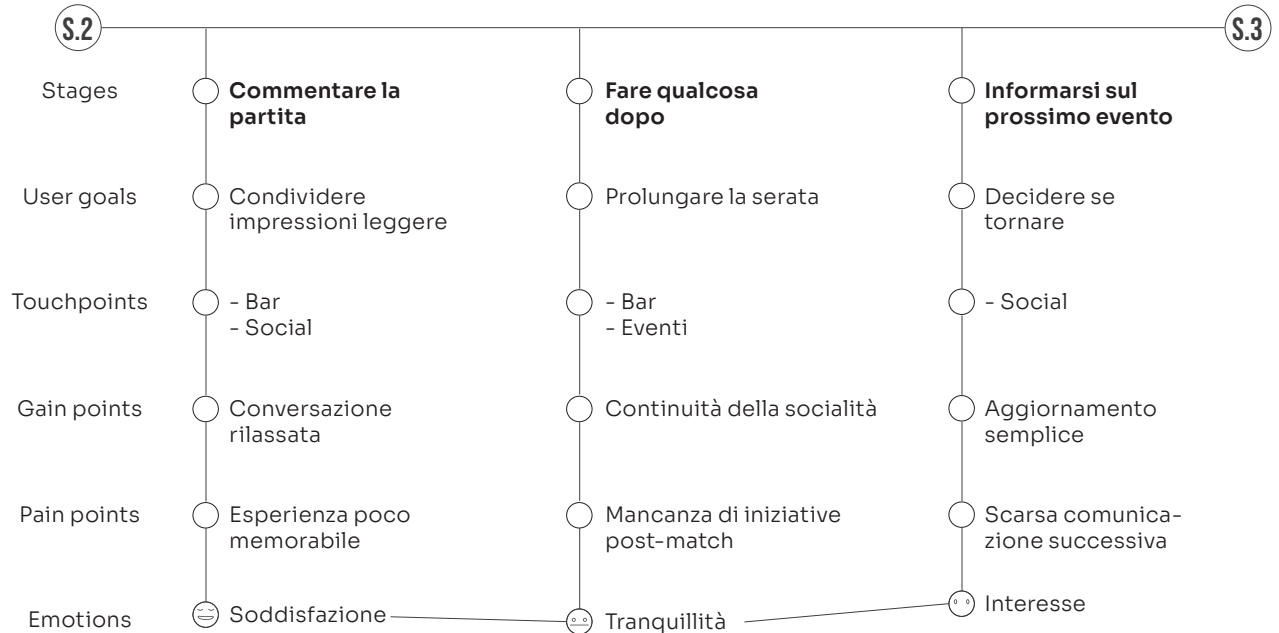 S.2
S.3
Stages
Commentare la
partita
Fare qualcosa
dopo
Informarsi sul
prossimo evento
User goals
Condividere
impressioni leggere
Prolungare la serata
Decidere se
tornare
Touchpoints
- Bar
- Social
- Bar
- Eventi
- Social
Gain points
Conversazione
rilassata
Continuità della socialità
Aggiornamento
semplice
Pain points
Esperienza poco
memorabile
Mancanza di iniziative
post-match
Scarsa comunica-
zione successiva
Emotions
Soddisfazione
Tranquillità
Interesse